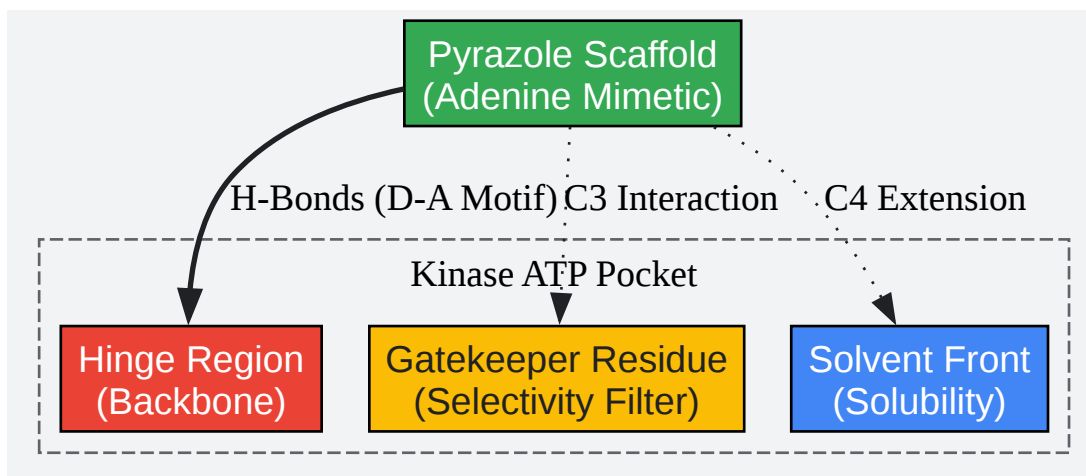 Pyrazole Scaffold
(Adenine Mimetic)
H-Bonds (D-A Motif)
C3 Interaction
C4 Extension
Kinase ATP Pocket
Hinge Region
(Backbone)
Gatekeeper Residue
(Selectivity Filter)
Solvent Front
(Solubility)